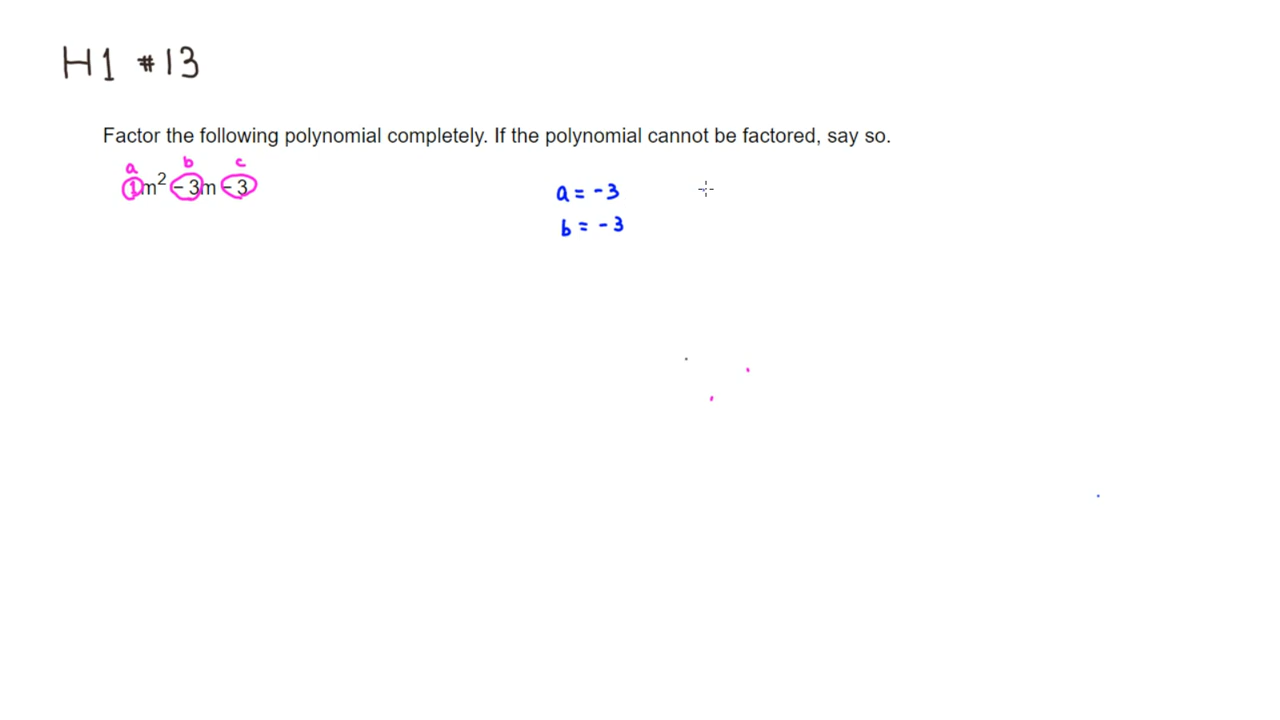 H1 #13
Factor the following polynomial completely. If the polynomial cannot be factored, say so.
a b c
1m² – 3m – 3
a = -3
b = -3